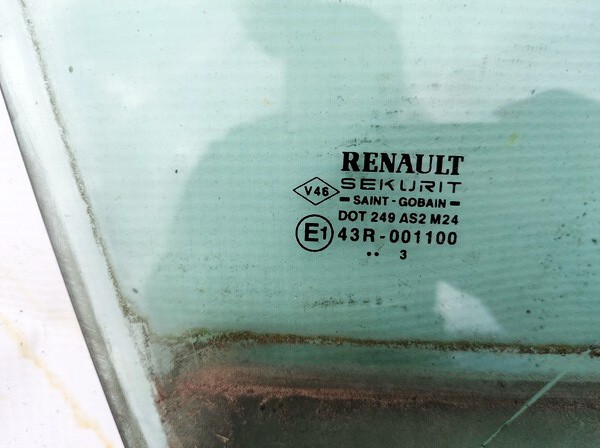 RENAULT
V46 SEKURIT
SAINT - GOBAIN
DOT 249 AS2 M24
E1 43R-001100
.. 3